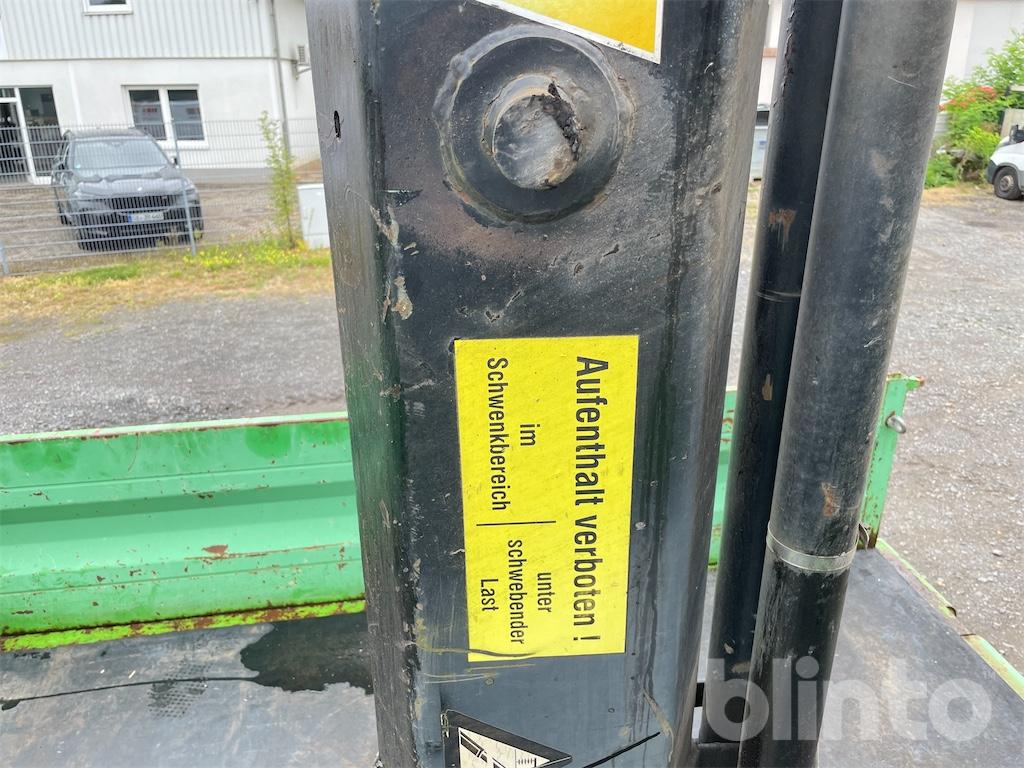 Aufenthalt verboten !
im
Schwenkbereich
unter
schwebender
Last
blinto